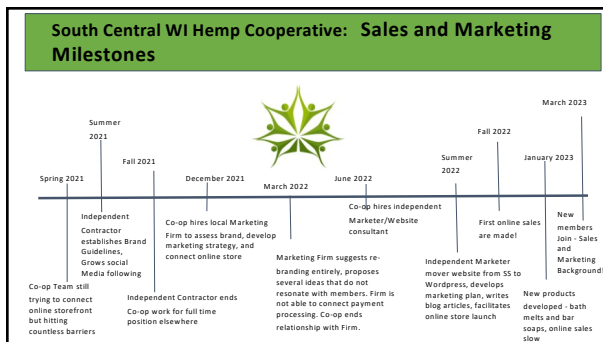 South Central WI Hemp Cooperative: Sales and Marketing
Milestones
Spring 2021
Co-op Team still
trying to connect
online storefront
but hitting
countless barriers
Summer
2021
Independent
Contractor
establishes Brand
Guidelines,
Grows social
Media following
Fall 2021
Independent Contractor ends
Co-op work for full time
position elsewhere
December 2021
Co-op hires local Marketing
Firm to assess brand, develop
marketing strategy, and
connect online store
March 2022
Marketing Firm suggests re-
branding entirely, proposes
several ideas that do not
resonate with members. Firm is
not able to connect payment
processing. Co-op ends
relationship with Firm.
June 2022
Co-op hires independent
Marketer/Website
consultant
Summer
2022
Independent Marketer
mover website from SS to
Wordpress, develops
marketing plan, writes
blog articles, facilitates
online store launch
Fall 2022
First online sales
are made!
January 2023
New products
developed - bath
melts and bar
soaps, online sales
slow
March 2023
New
members
Join - Sales
and
Marketing
Background!